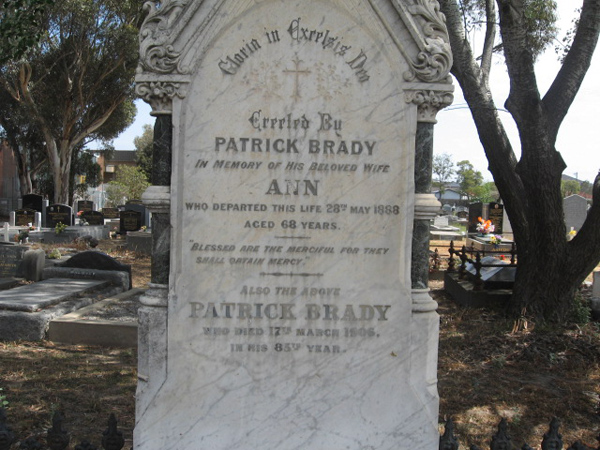 Gloria in Excelsis Deo
Erected By
PATRICK BRADY
IN MEMORY OF HIS BELOVED WIFE
ANN
WHO DEPARTED THIS LIFE 28TH MAY 1888
AGED 68 YEARS.
"BLESSED ARE THE MERCIFUL FOR THEY
SHALL OBTAIN MERCY."
ALSO THE ABOVE
PATRICK BRADY
WHO DIED 17TH MARCH 1906.
IN HIS 85TH YEAR.